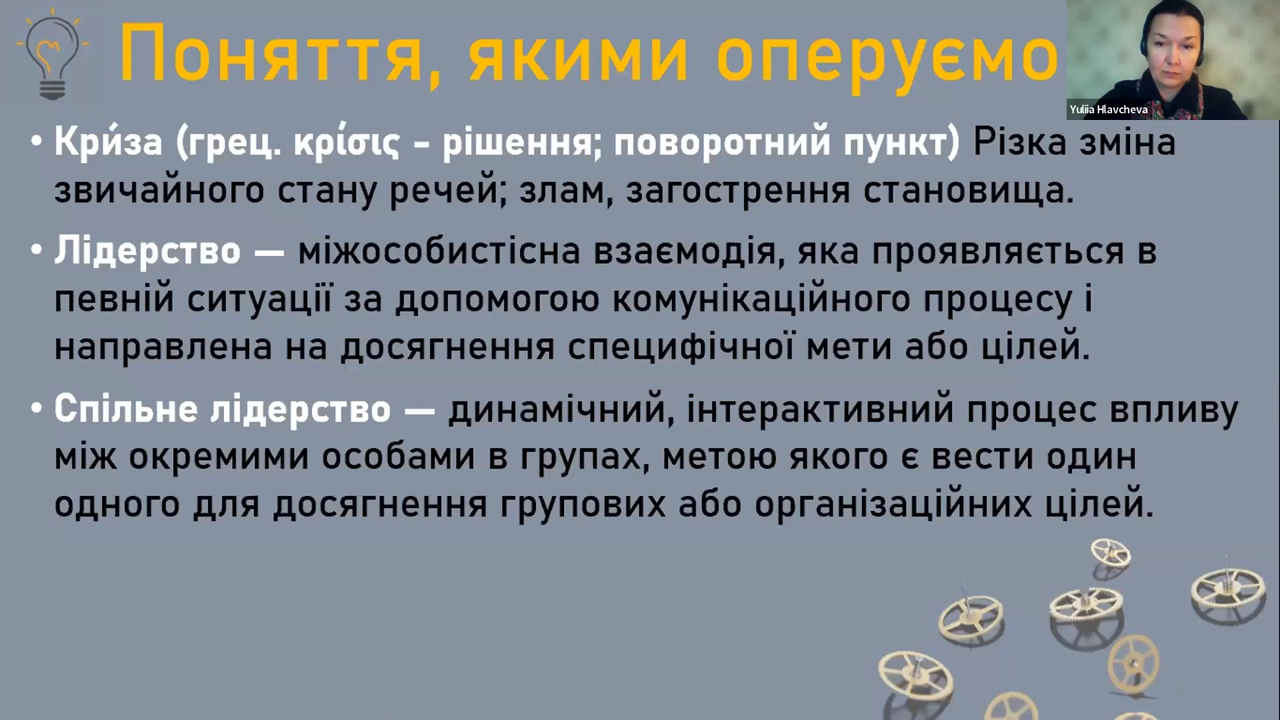 Поняття, якими оперуємо
Yuliia Hlavcheva
• Кри́за (грец. κρίσις - рішення; поворотний пункт) Різка зміна
звичайного стану речей; злам, загострення становища.
• Лідерство — міжособистісна взаємодія, яка проявляється в
певній ситуації за допомогою комунікаційного процесу і
направлена на досягнення специфічної мети або цілей.
• Спільне лідерство — динамічний, інтерактивний процес впливу
між окремими особами в групах, метою якого є вести один
одного для досягнення групових або організаційних цілей.